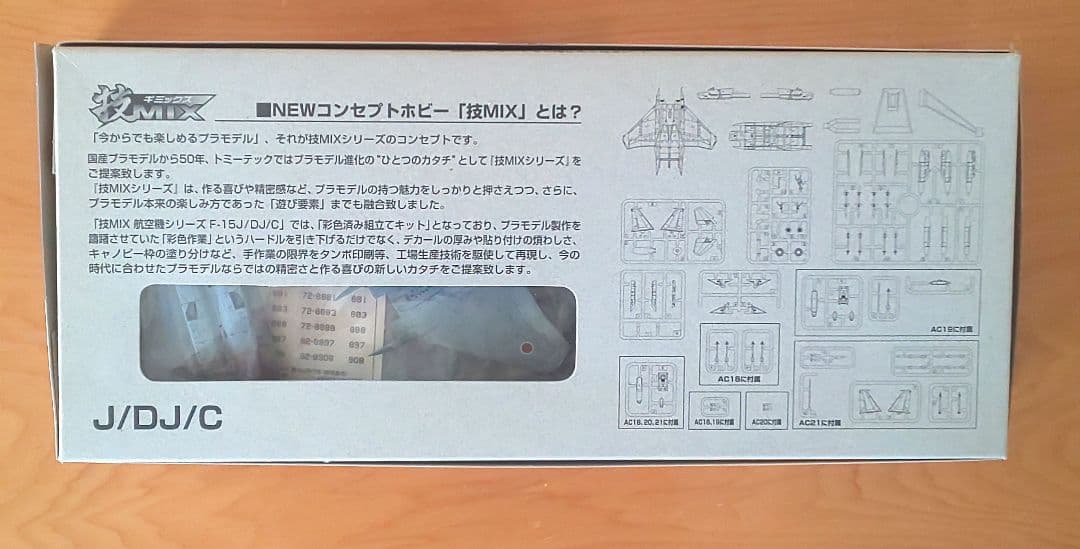 技MIX
ギミックス
■NEWコンセプトホビー「技MIX」とは？
「今からでも楽しめるプラモデル」、それが技MIXシリーズのコンセプトです。
国産プラモデルから50年、トミーテックではプラモデル進化の"ひとつのカタチ"として「技MIXシリーズ」を
ご提案致します。
「技MIXシリーズ」は、作る喜びや精密感など、プラモデルの持つ魅力をしっかりと押さえつつ、さらに、
プラモデル本来の楽しみ方であった「遊び要素」までも融合致しました。
「技MIX 航空機シリーズ F-15J/DJ/C」では、「彩色済み組立てキット」となっており、プラモデル製作を
躊躇させていた「彩色作業」というハードルを引き下げるだけでなく、デカールの厚みや貼り付けの煩わしさ、
キャノピー枠の塗り分けなど、手作業の限界をタンポ印刷等、工場生産技術を駆使して再現し、今の
時代に合わせたプラモデルならではの精密さと作る喜びの新しいカタチをご提案致します。
881 72-8881 881
883 72-8883 883
82-8897 897
82-8908 908
J/DJ/C
AC19に付属
AC18に付属
AC18,20,21に付属
AC18,19に付属
AC20に付属
AC21に付属